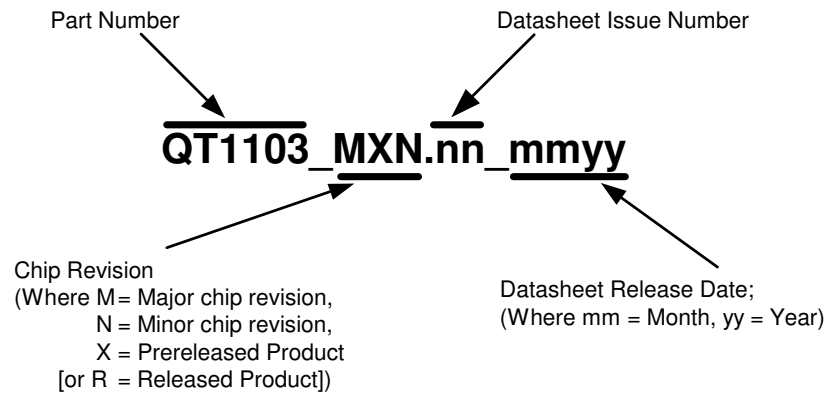 Part Number
Datasheet Issue Number
QT1103_MXN.nn_mmyy
Chip Revision
(Where M = Major chip revision,
N = Minor chip revision,
X = Prereleased Product
[or R = Released Product])
Datasheet Release Date;
(Where mm = Month, yy = Year)